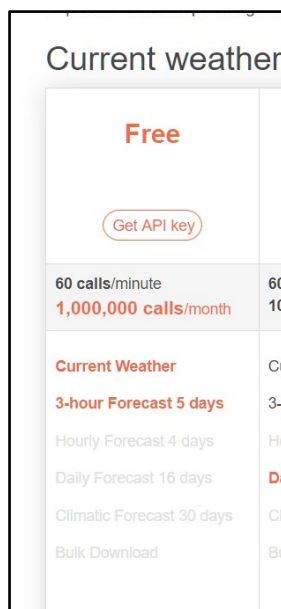 Current weather
Free
Get API key
60 calls/minute
1,000,000 calls/month
Current Weather
3-hour Forecast 5 days
Hourly Forecast 4 days
Daily Forecast 16 days
Climatic Forecast 30 days
Bulk Download